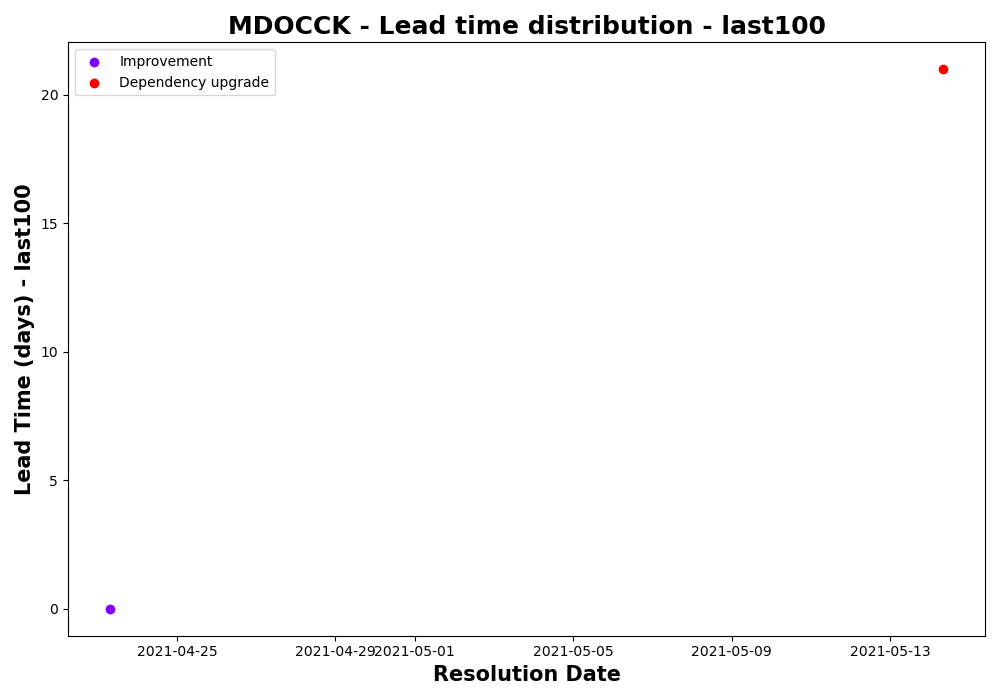 MDOCCK - Lead time distribution - last100
Improvement
Dependency upgrade
Lead Time (days) - last100
20
15
10
5
0
2021-04-25
2021-04-29
2021-05-01
2021-05-05
2021-05-09
2021-05-13
Resolution Date